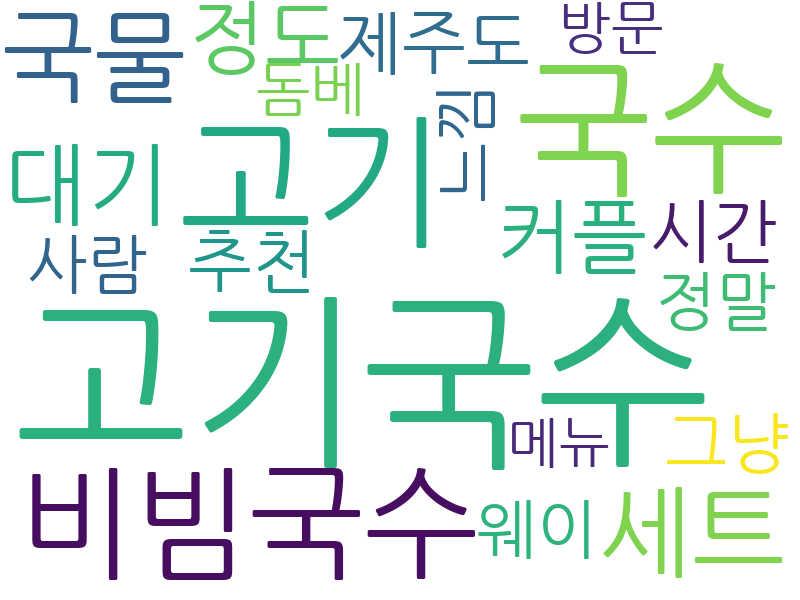 국물
정도
제주도
방문
돔베
느낌
국수
대기
고기
커플
시간
사람
추천
정말
고기국수
메뉴
그냥
비빔국수
웨이
세트